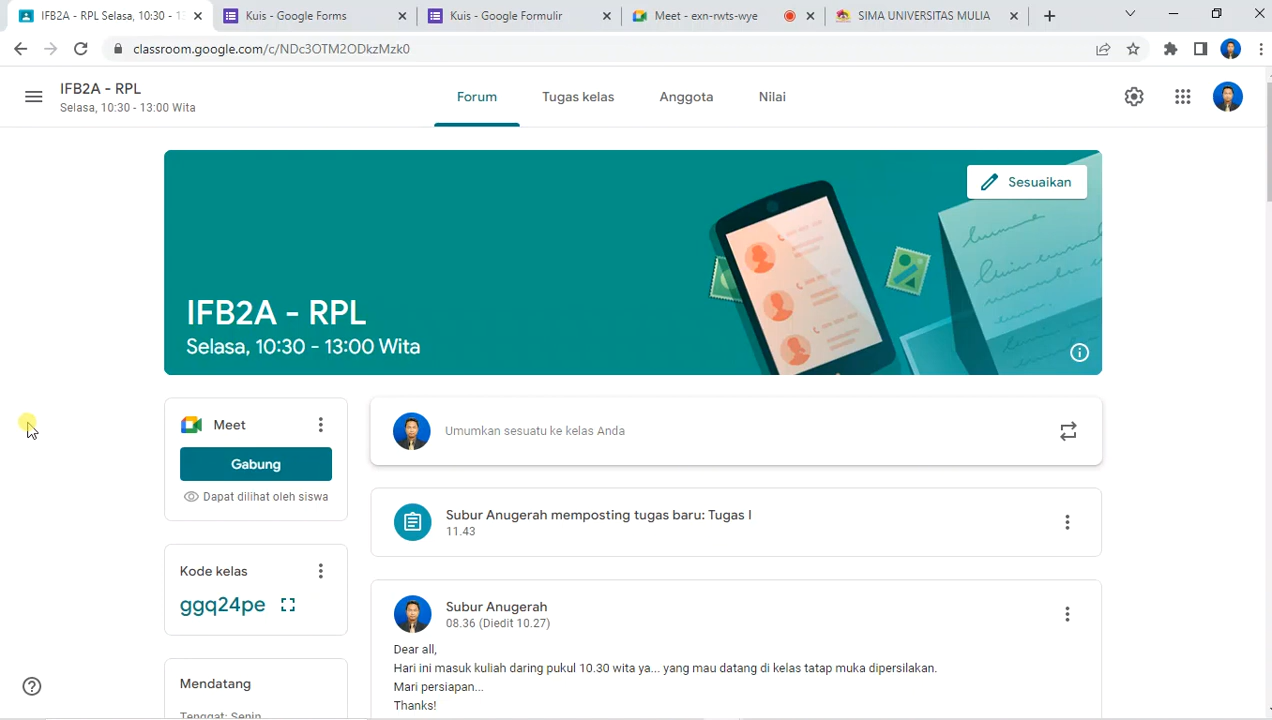 IFB2A - RPL Selasa, 10:30 - 1
Kuis - Google Forms
Kuis - Google Formulir
Meet - exn-rwts-wye
SIMA UNIVERSITAS MULIA
classroom.google.com/c/NDc3OTM2ODkzMzk0
IFB2A - RPL
Selasa, 10:30 - 13:00 Wita
Forum
Tugas kelas
Anggota
Nilai
Sesuaikan
IFB2A - RPL
Selasa, 10:30 - 13:00 Wita
Meet
Gabung
Dapat dilihat oleh siswa
Umumkan sesuatu ke kelas Anda
Subur Anugerah memposting tugas baru: Tugas I
11.43
Kode kelas
ggq24pe
Subur Anugerah
08.36 (Diedit 10.27)
Dear all,
Hari ini masuk kuliah daring pukul 10.30 wita ya... yang mau datang di kelas tatap muka dipersilakan.
Mari persiapan...
Thanks!
Mendatang
Tenggat: Senin